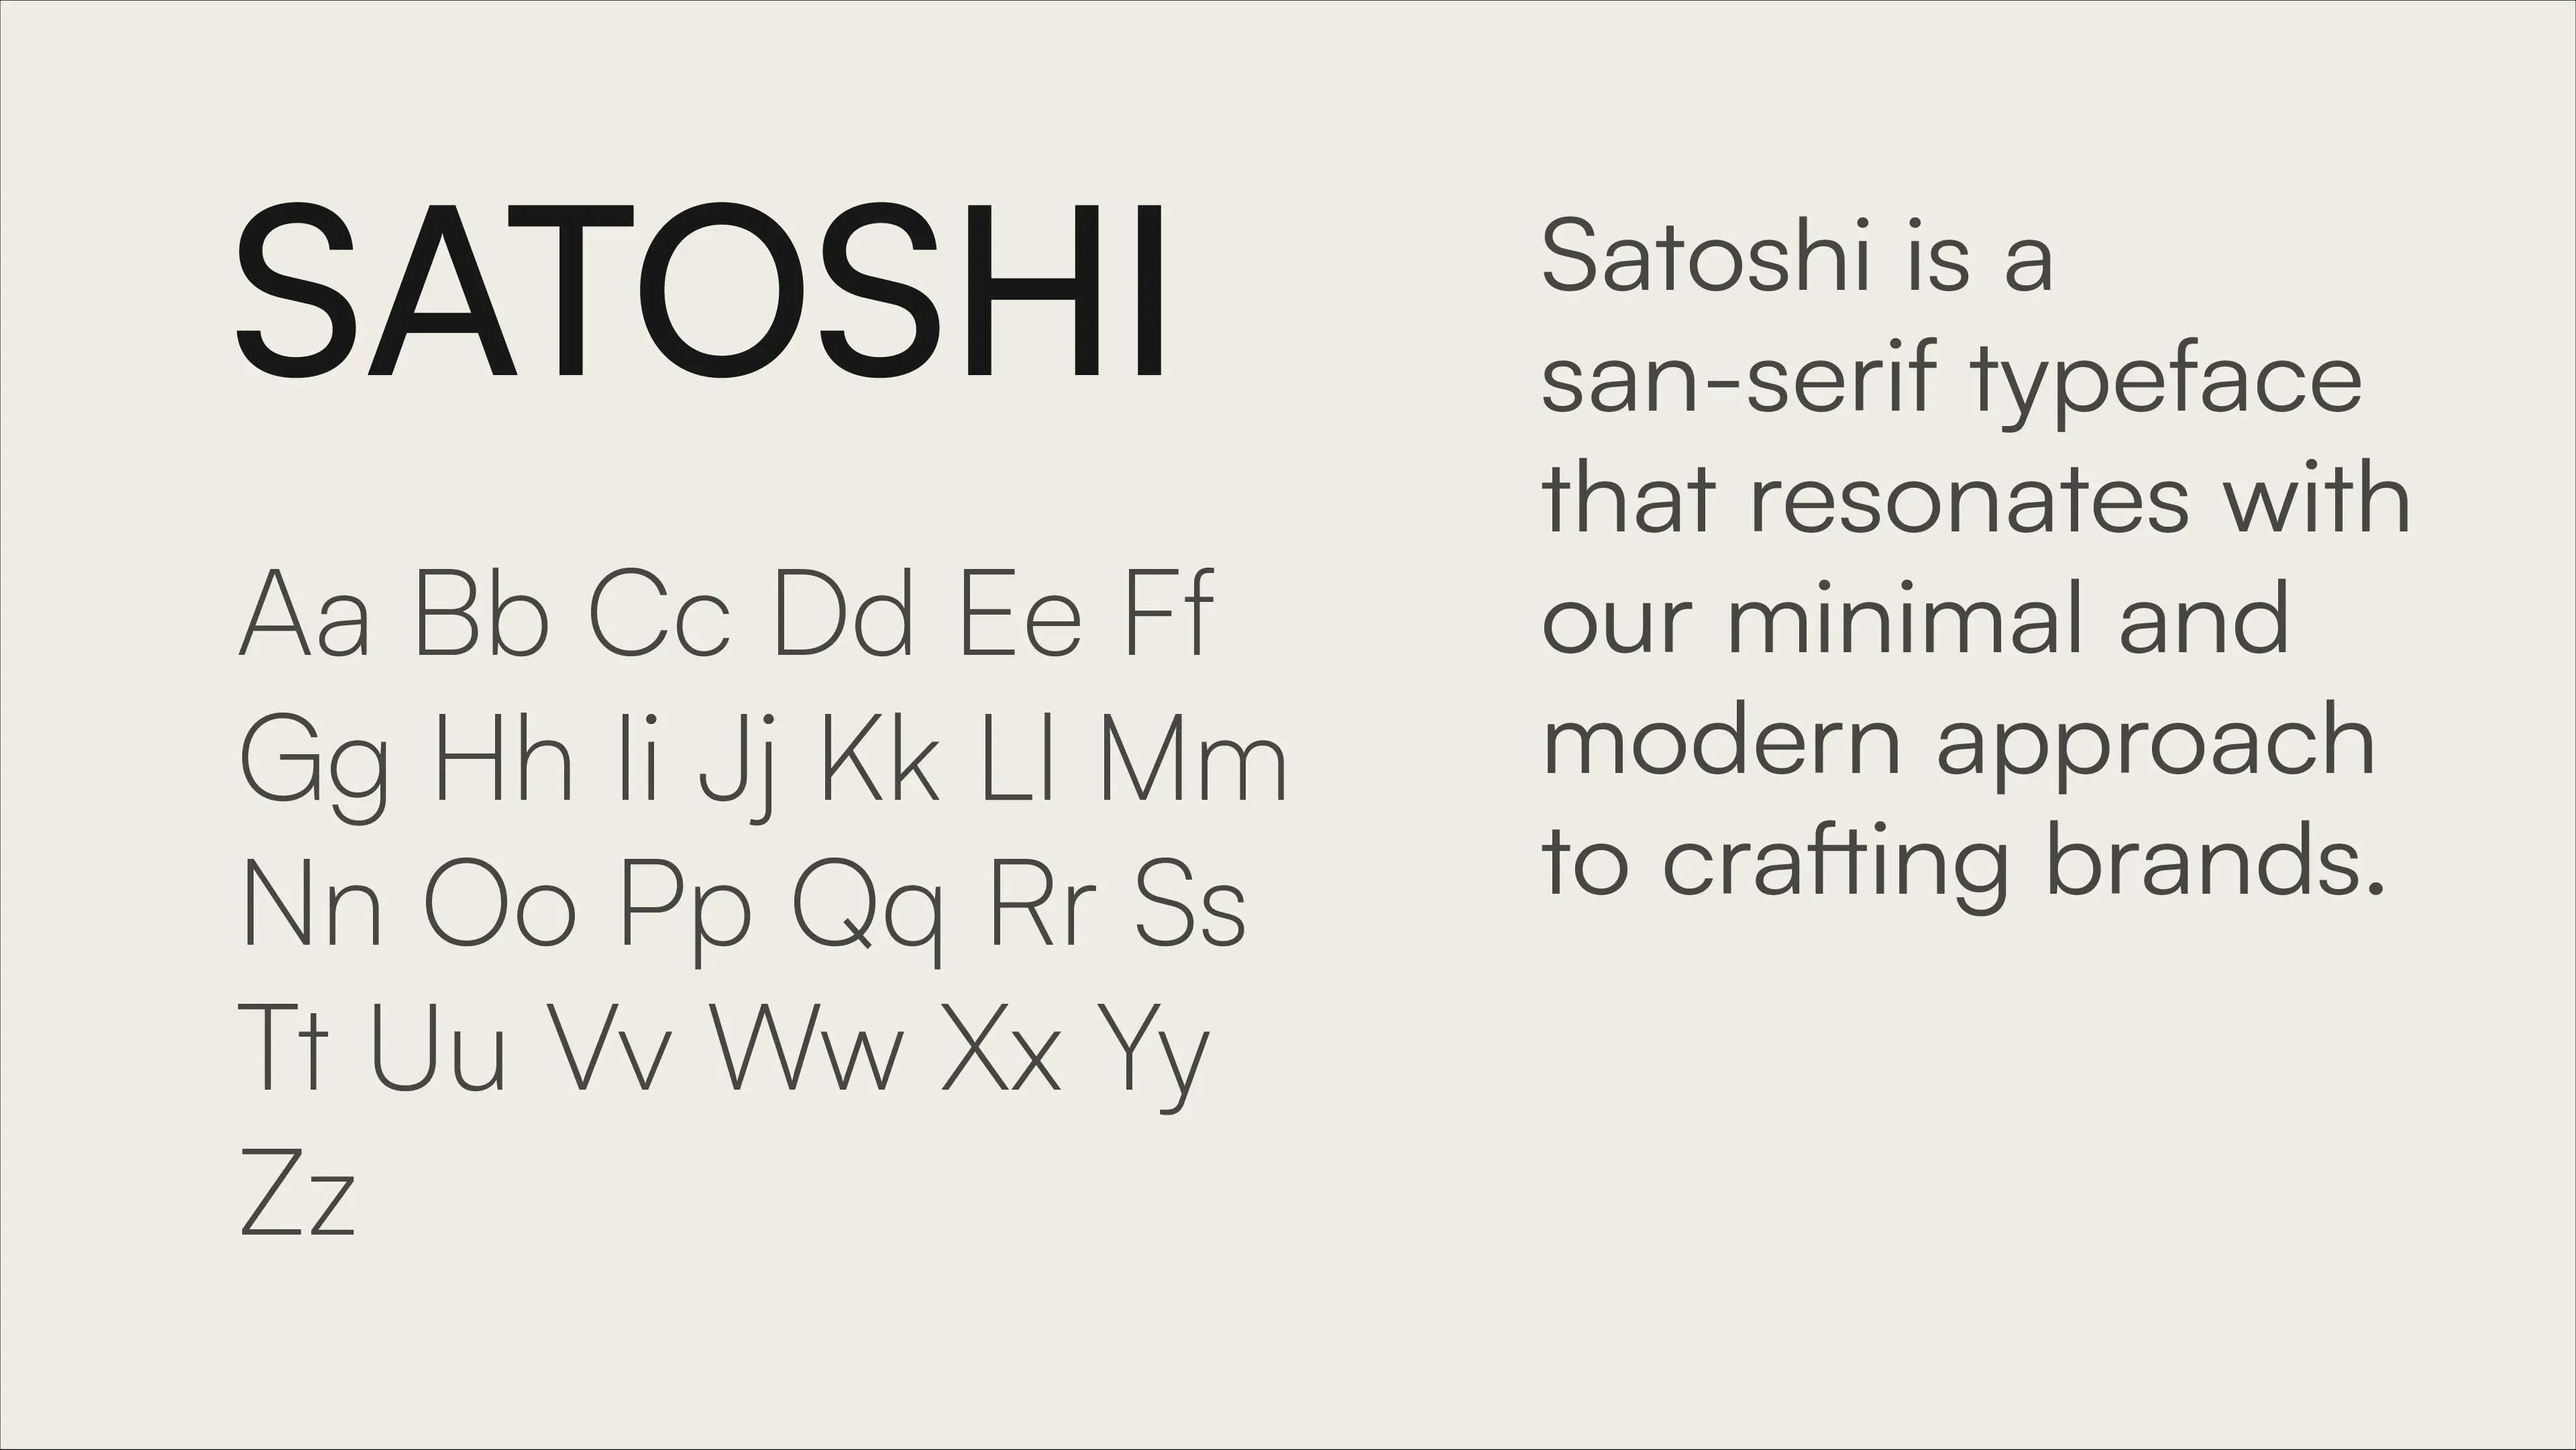 SATOSHI
Aa Bb Cc Dd Ee Ff
Gg Hh Ii Jj Kk Ll Mm
Nn Oo Pp Qq Rr Ss
Tt Uu Vv Ww Xx Yy
Zz
Satoshi is a
san-serif typeface
that resonates with
our minimal and
modern approach
to crafting brands.